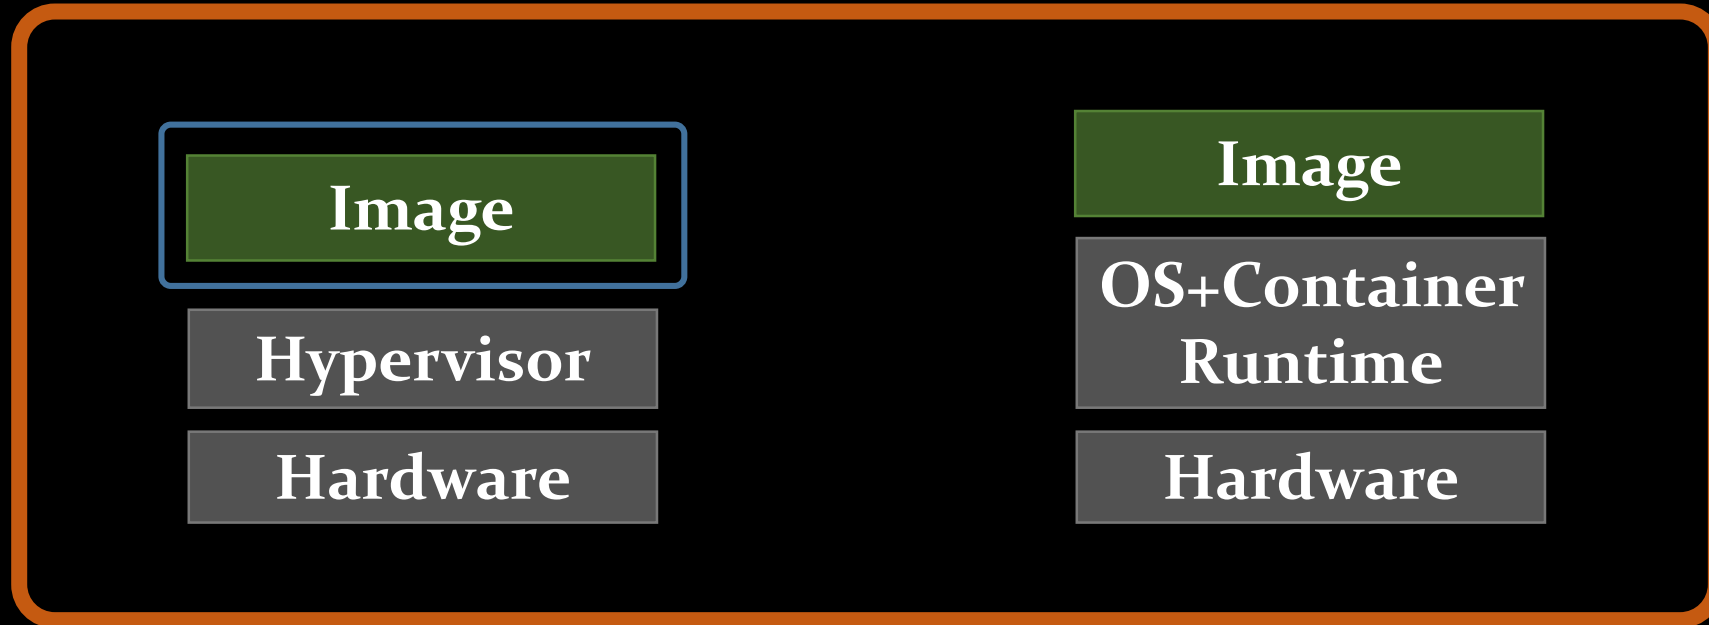 Image
Hypervisor
Hardware
Image
OS+Container
Runtime
Hardware